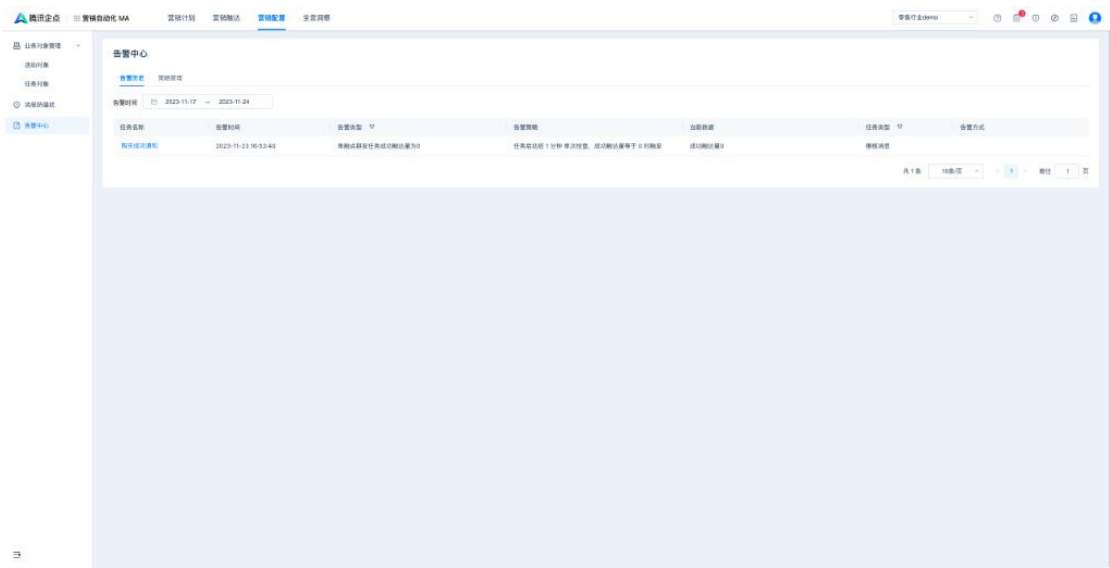 腾讯企点 营销自动化 MA 营销计划 营销触达 营销配置 全息洞察 零售行业demo
业务对象管理
活动对象
任务对象
消息防骚扰
告警中心
告警中心
告警历史 策略管理
告警时间 2023-11-17 → 2023-11-24
任务名称 告警时间 告警类型 告警策略 当前数据 任务类型 告警方式
购买成功通知 2023-11-23 16:53:40 单触点群发任务成功触达量为0 任务启动后 1 分钟 单次检查，成功触达量等于 0 时触发 成功触达量0 模板消息
共 1 条 10条/页 1 前往 1 页